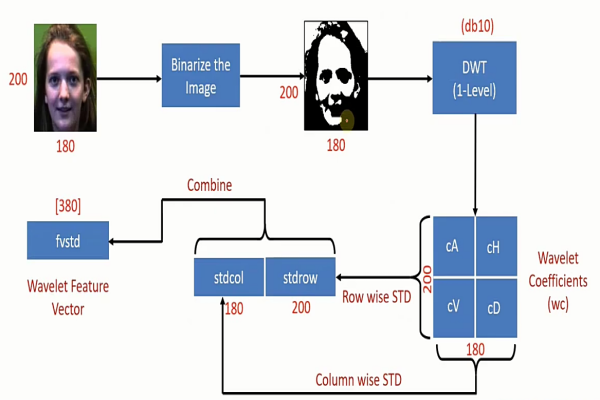 (db10)
200
Binarize the
Image
200
DWT
(1-Level)
180
180
Combine
[380]
fvstd
Wavelet Feature
Vector
stdcol
stdrow
180
200
Row wise STD
200
cA
cH
cV
cD
Wavelet
Coefficients
(wc)
180
Column wise STD